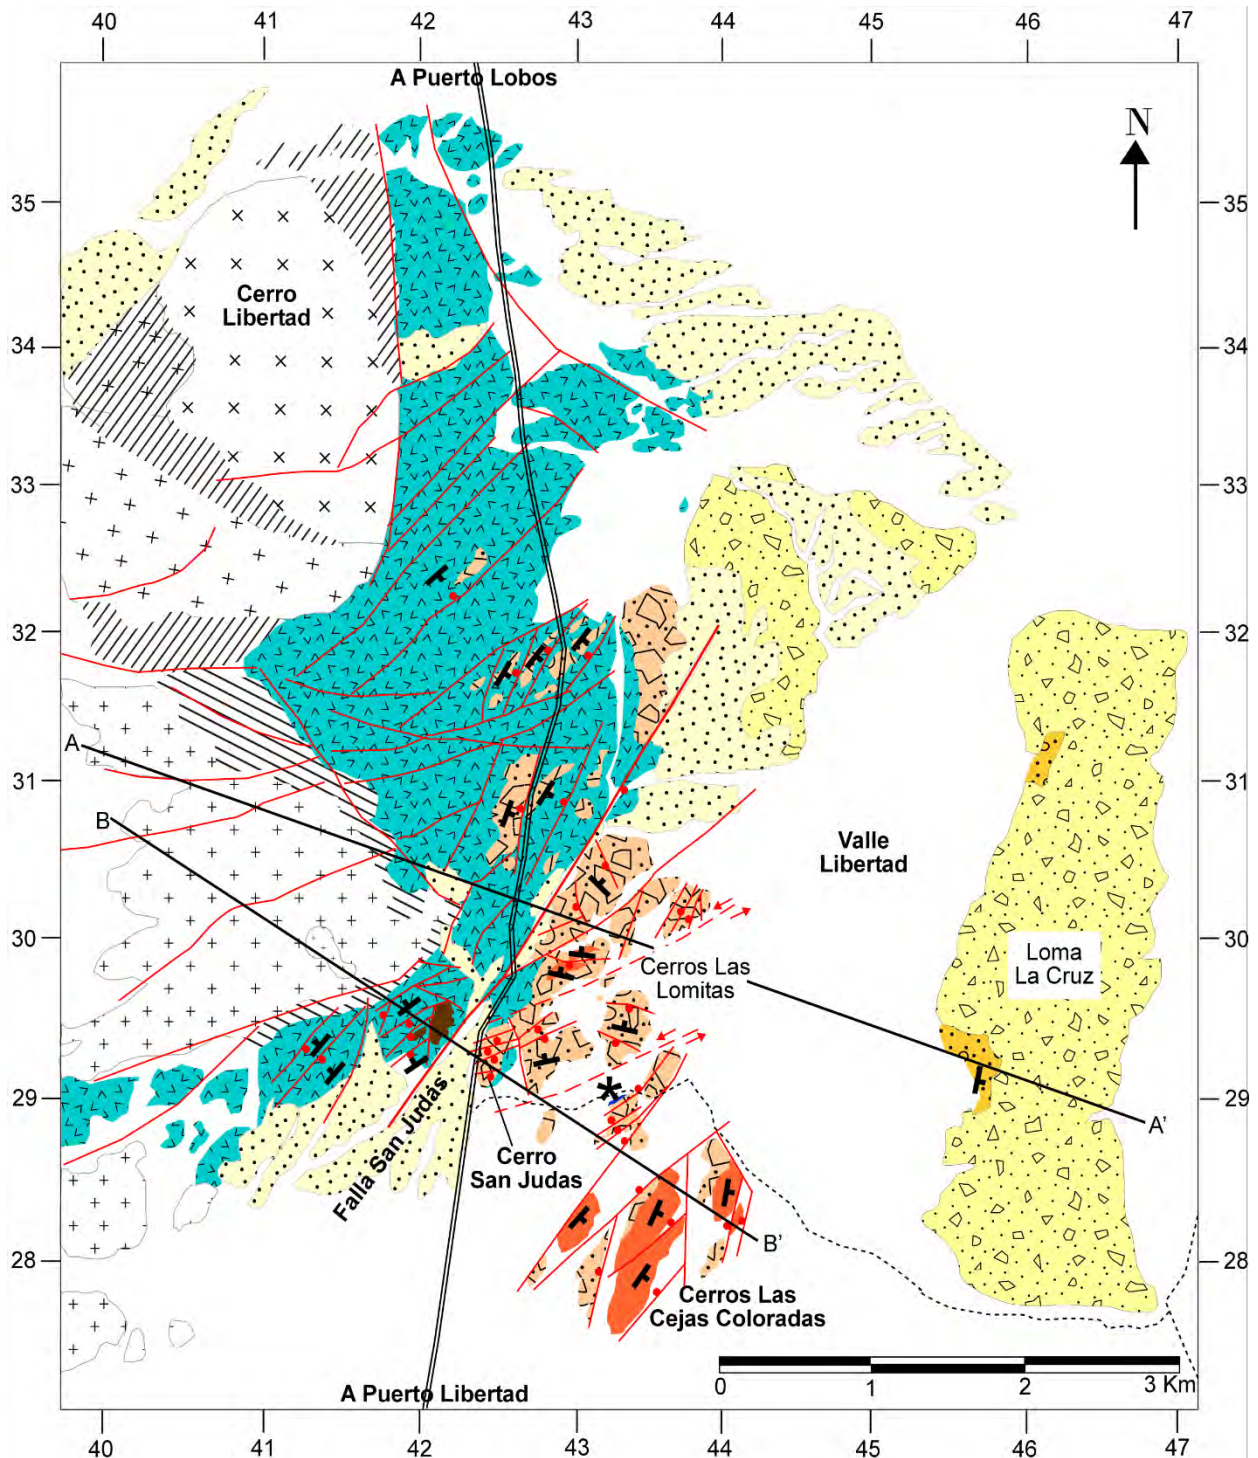 40 41 42 43 44 45 46 47
A Puerto Lobos
N
35 35
Cerro
Libertad
34 34
33 33
32 32
A
31 31
B
Valle
Libertad
30 30
Loma
La Cruz
Cerros Las
Lomitas
*
29 29
A'
Falla San Judas
Cerro
San Judas
B'
28 28
Cerros Las
Cejas Coloradas
A Puerto Libertad
0 1 2 3 Km
40 41 42 43 44 45 46 47